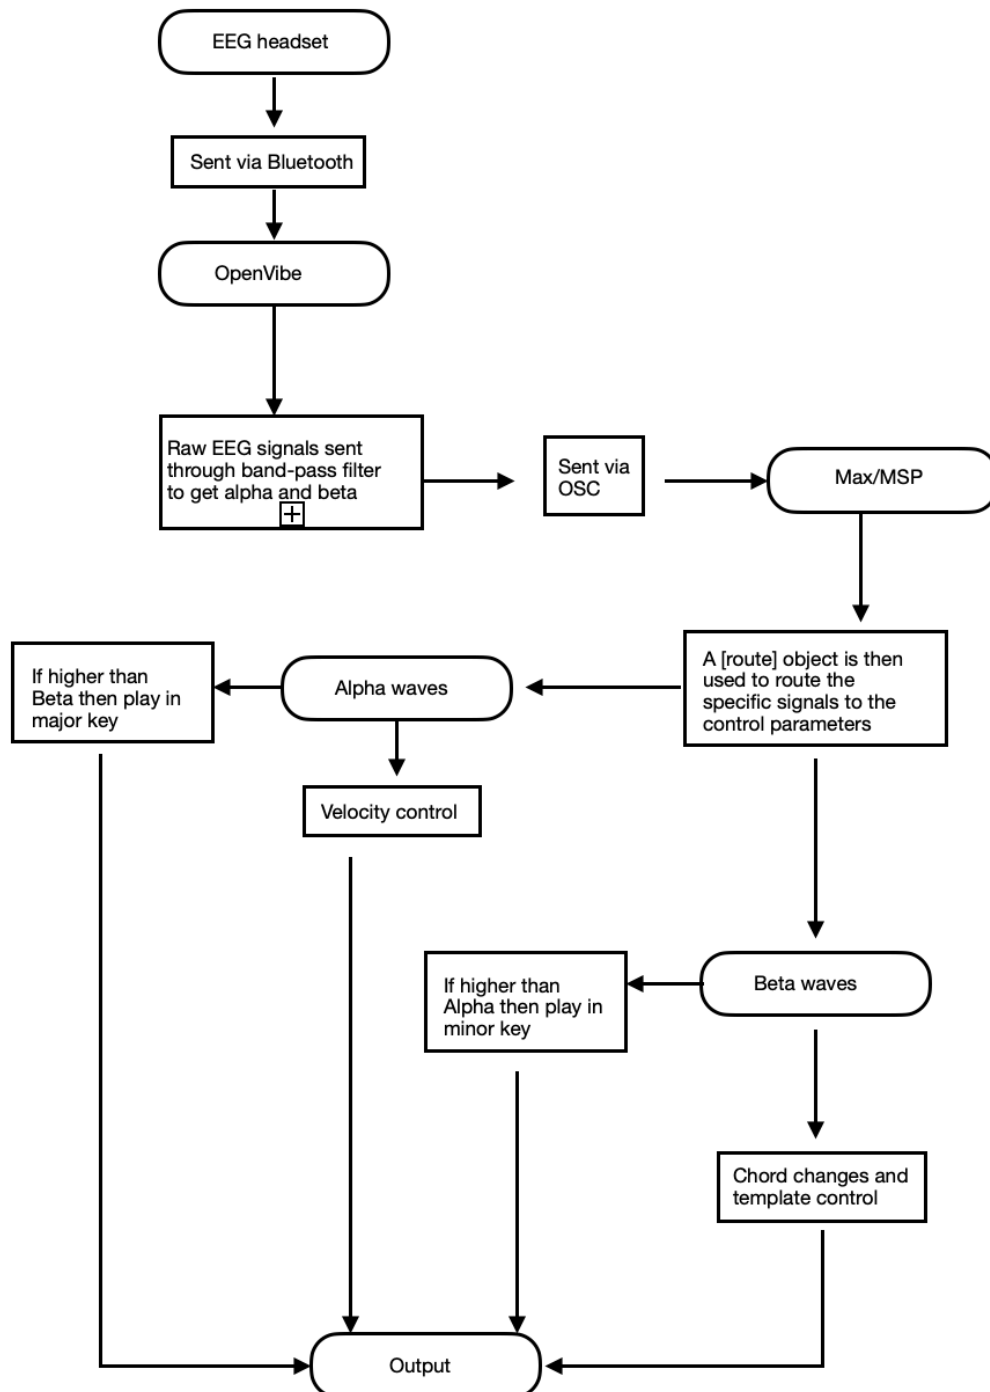 EEG headset
Sent via Bluetooth
OpenVibe
Raw EEG signals sent
through band-pass filter
to get alpha and beta
Sent via
OSC
Max/MSP
A [route] object is then
used to route the
specific signals to the
control parameters
Alpha waves
If higher than
Beta then play in
major key
Velocity control
Beta waves
If higher than
Alpha then play in
minor key
Chord changes and
template control
Output